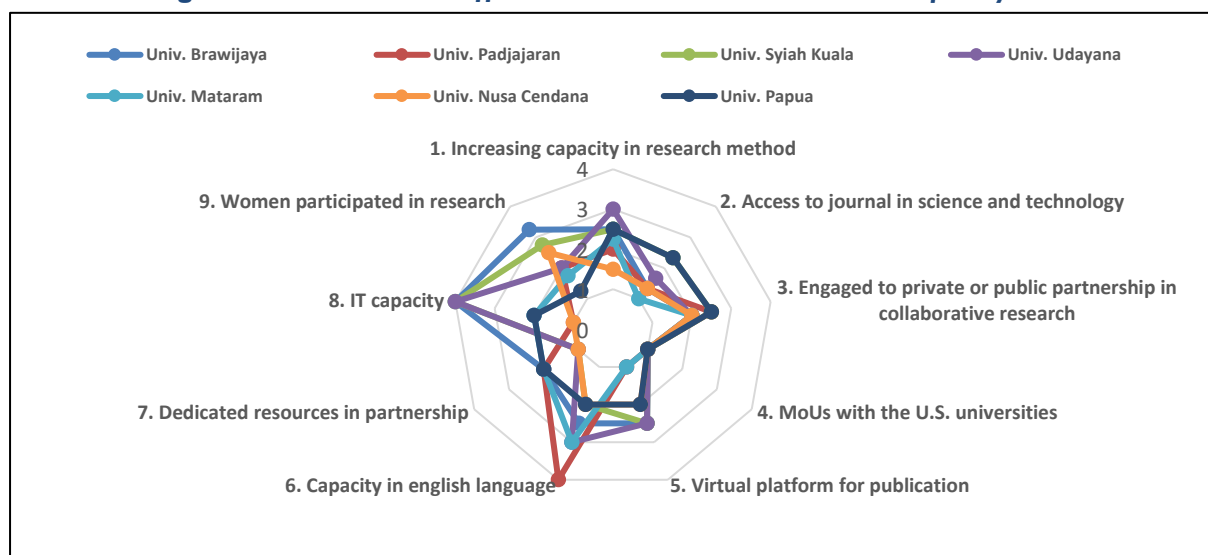 Univ. Brawijaya Univ. Padjajaran Univ. Syiah Kuala Univ. Udayana
Univ. Mataram Univ. Nusa Cendana Univ. Papua
1. Increasing capacity in research method
4
9. Women participated in research
2. Access to journal in science and technology
3
2
1
3. Engaged to private or public partnership in
collaborative research
8. IT capacity
0
7. Dedicated resources in partnership
4. MoUs with the U.S. universities
6. Capacity in english language
5. Virtual platform for publication